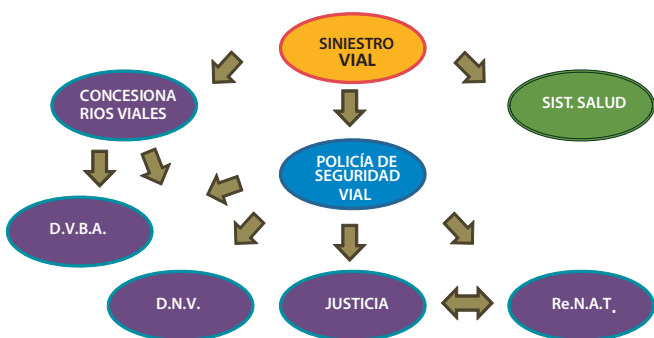 SINIESTRO
VIAL
CONCESIONA
RIOS VIALES
SIST. SALUD
POLICÍA DE
SEGURIDAD
VIAL
D.V.B.A.
D.N.V.
JUSTICIA
Re.N.A.T.